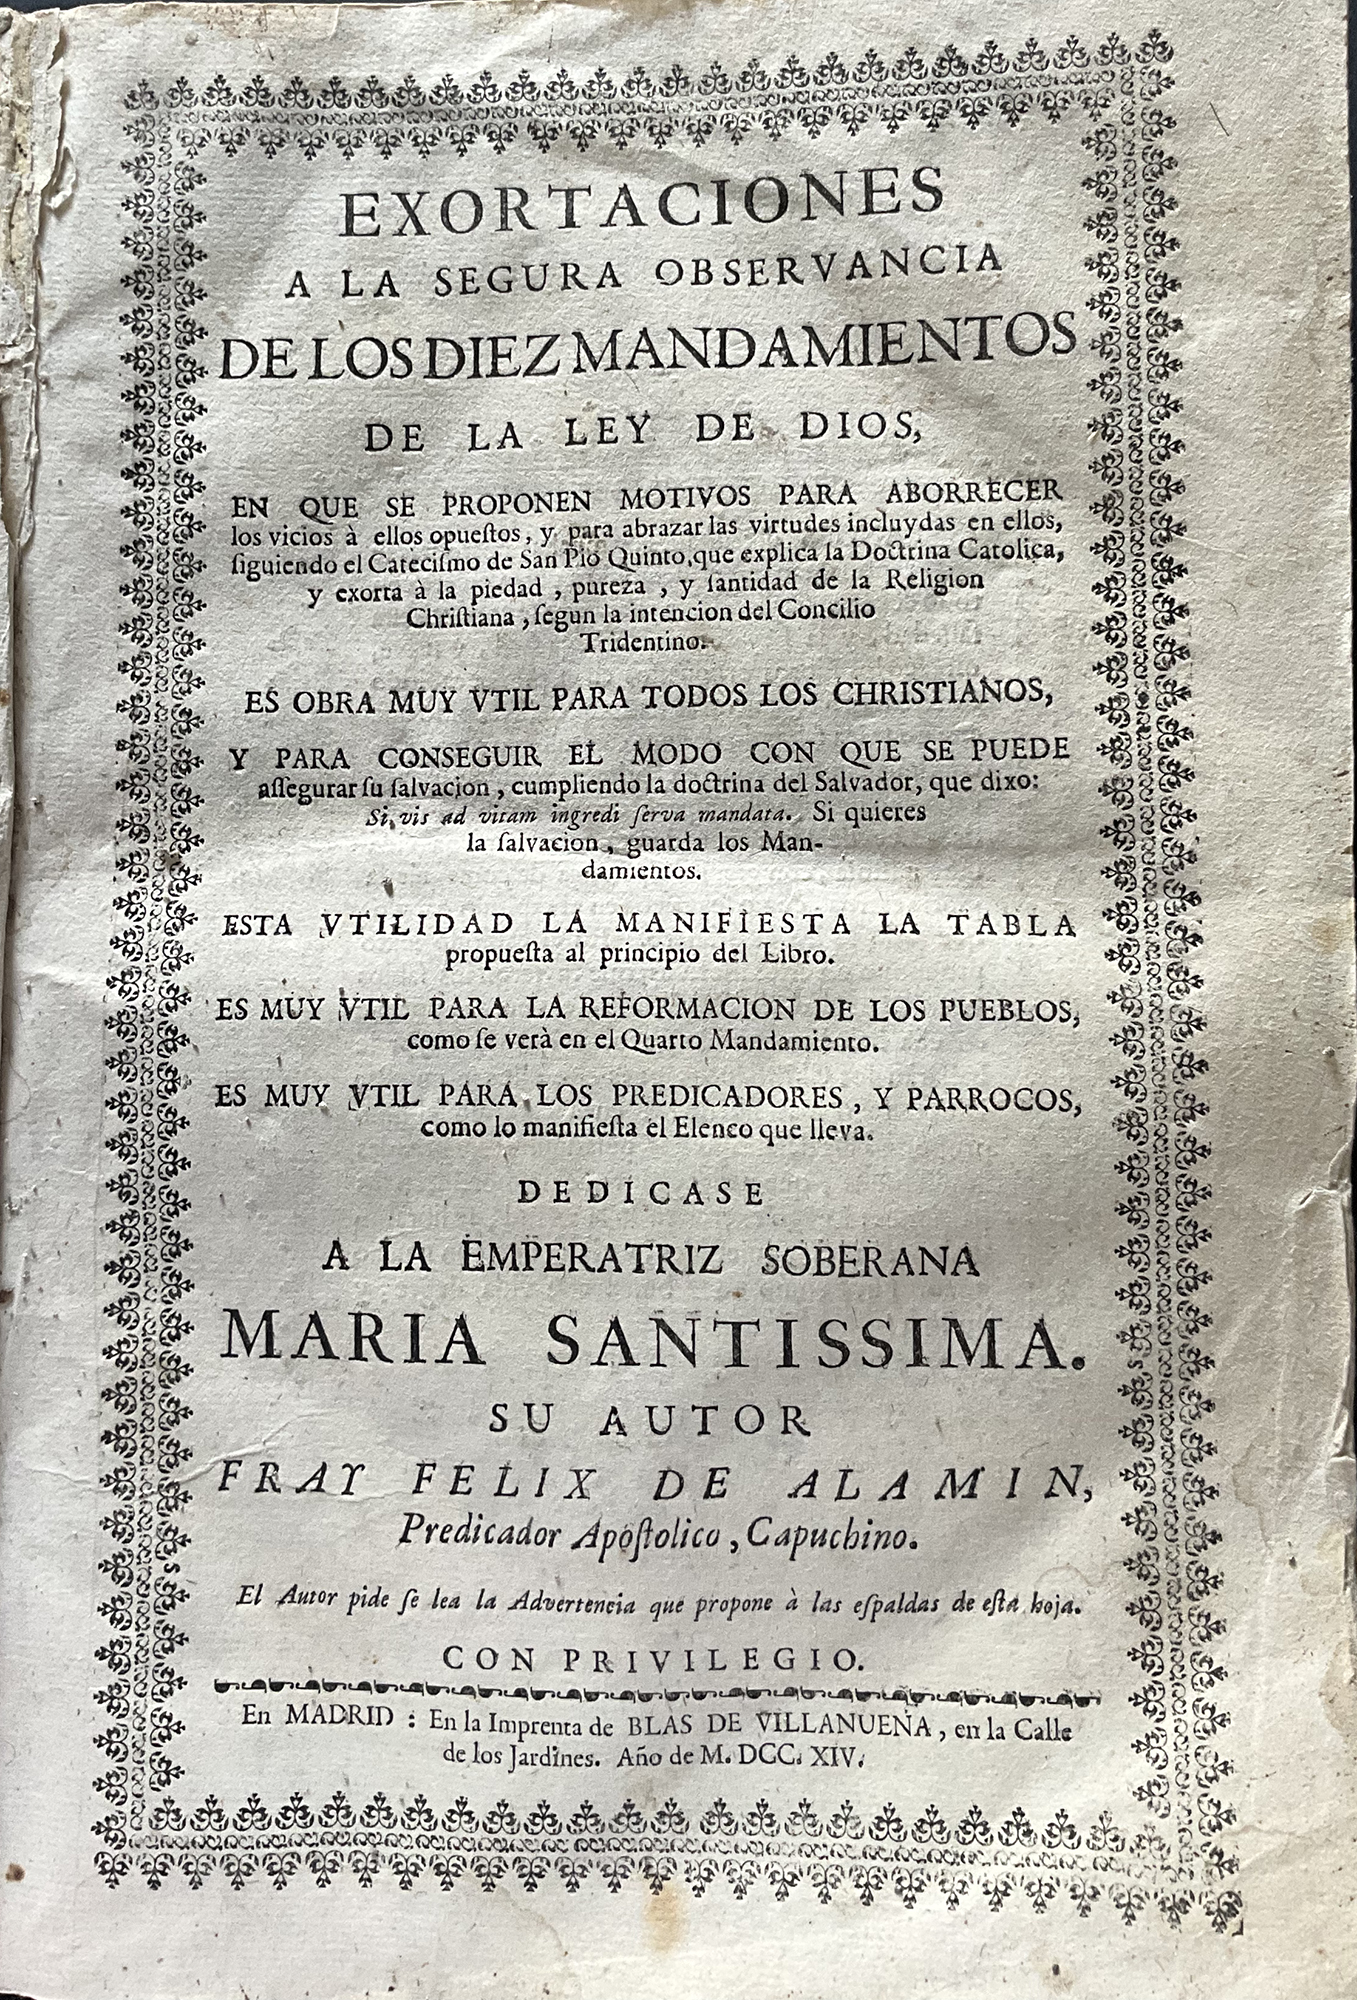 EXORTACIONES
A LA SEGURA OBSERVANCIA
DE LOS DIEZ MANDAMIENTOS
DE LA LEY DE DIOS,
EN QUE SE PROPONEN MOTIVOS PARA ABORRECER
los vicios à ellos opueſtos, y para abrazar las virtudes incluydas en ellos,
ſiguiendo el Cateciſmo de San Pio Quinto, que explica la Doctrina Catolica,
y exorta à la piedad , pureza , y ſantidad de la Religion
Chriſtiana , ſegun la intencion del Concilio
Tridentino.
ES OBRA MUY VTIL PARA TODOS LOS CHRISTIANOS,
Y PARA CONSEGUIR EL MODO CON QUE SE PUEDE
aſſegurar ſu ſalvacion , cumpliendo la doctrina del Salvador, que dixo:
Si vis ad vitam ingredi ſerva mandata. Si quieres
la ſalvacion , guarda los Man-
damientos.
ESTA VTILIDAD LA MANIFIESTA LA TABLA
propueſta al principio del Libro.
ES MUY VTIL PARA LA REFORMACION DE LOS PUEBLOS,
como ſe verà en el Quarto Mandamiento.
ES MUY VTIL PARA LOS PREDICADORES , Y PARROCOS,
como lo manifieſta el Elenco que lleva.
DEDICASE
A LA EMPERATRIZ SOBERANA
MARIA SANTISSIMA.
SU AUTOR
FRAY FELIX DE ALAMIN,
Predicador Apoſtolico , Capuchino.
El Autor pide ſe lea la Advertencia que propone à las eſpaldas de eſta hoja.
CON PRIVILEGIO.
En MADRID : En la Imprenta de BLAS DE VILLANUEVA , en la Calle
de los Jardines. Año de M. DCC. XIV.